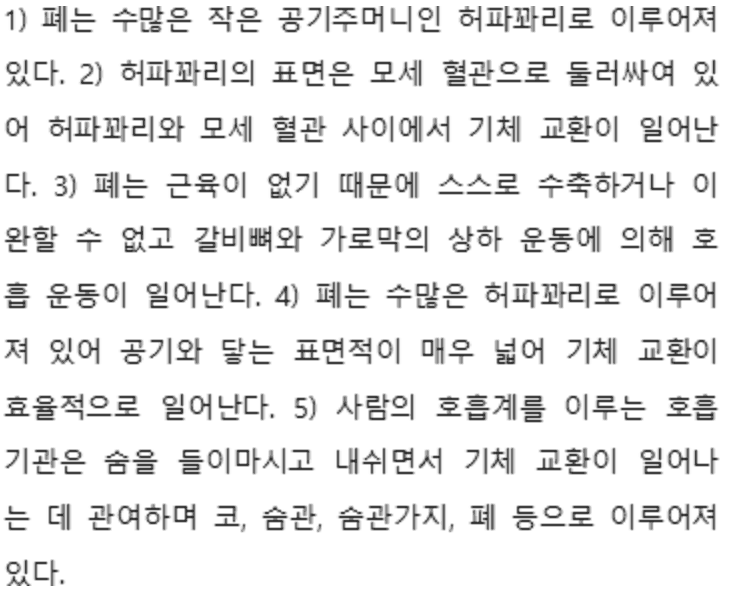 1) 폐는 수많은 작은 공기주머니인 허파꽈리로 이루어져
있다. 2) 허파꽈리의 표면은 모세 혈관으로 둘러싸여 있
어 허파꽈리와 모세 혈관 사이에서 기체 교환이 일어난
다. 3) 폐는 근육이 없기 때문에 스스로 수축하거나 이
완할 수 없고 갈비뼈와 가로막의 상하 운동에 의해 호
흡 운동이 일어난다. 4) 폐는 수많은 허파꽈리로 이루어
져 있어 공기와 닿는 표면적이 매우 넓어 기체 교환이
효율적으로 일어난다. 5) 사람의 호흡계를 이루는 호흡
기관은 숨을 들이마시고 내쉬면서 기체 교환이 일어나
는 데 관여하며 코, 숨관, 숨관가지, 폐 등으로 이루어져
있다.